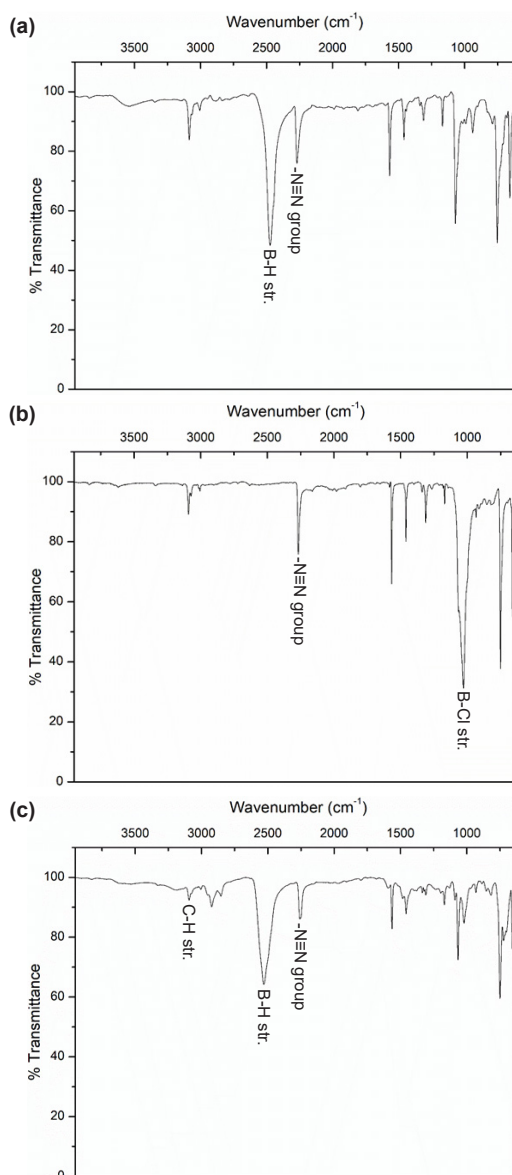 (a)
Wavenumber (cm⁻¹)
3500 3000 2500 2000 1500 1000
100
80
60
40
20
0
% Transmittance
B-H str.
-N≡N group
(b)
Wavenumber (cm⁻¹)
3500 3000 2500 2000 1500 1000
100
80
60
40
20
0
% Transmittance
-N≡N group
B-Cl str.
(c)
Wavenumber (cm⁻¹)
3500 3000 2500 2000 1500 1000
100
80
60
40
20
0
% Transmittance
C-H str.
B-H str.
-N≡N group